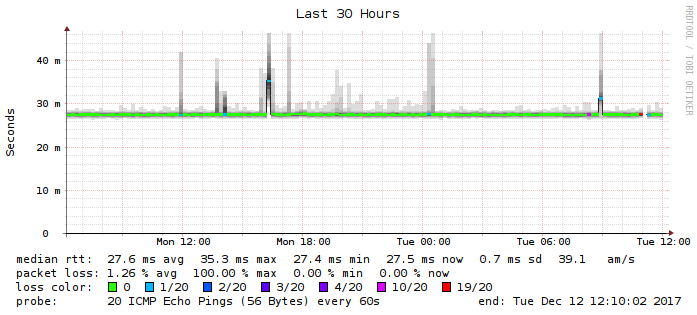 Last 30 Hours
RRDTOOL / TOBI OETIKER
Seconds
40 m
30 m
20 m
10 m
0
Mon 12:00 Mon 18:00 Tue 00:00 Tue 06:00 Tue 12:00
median rtt: 27.6 ms avg 35.3 ms max 27.4 ms min 27.5 ms now 0.7 ms sd 39.1 am/s
packet loss: 1.26 % avg 100.00 % max 0.00 % min 0.00 % now
loss color: 0 1/20 2/20 3/20 4/20 10/20 19/20
probe: 20 ICMP Echo Pings (56 Bytes) every 60s end: Tue Dec 12 12:10:02 2017